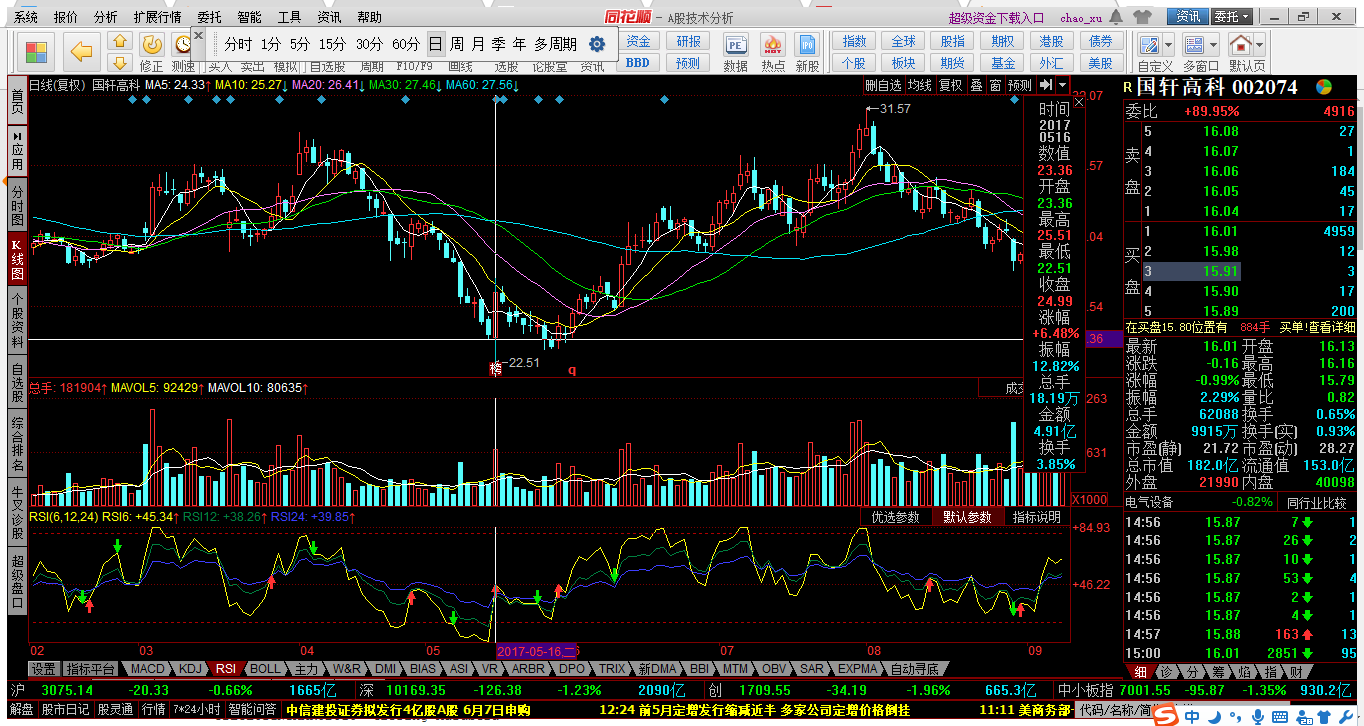 系统 报价 分析 扩展行情 委托 智能 工具 资讯 帮助 同花顺 - A股技术分析 超级资金下载入口 chao_xu 资讯 委托
分时 1分 5分 15分 30分 60分 日 周 月 季 年 多周期 资金 研报 指数 全球 股指 期权 港股 债券
修正 测速 买入 卖出 模拟 自选股 周期 F10/F9 画线 选股 论股堂 资讯 BBD 预测 数据 热点 新股 个股 板块 期货 基金 外汇 美股 自定义 多窗口 默认页
日线(复权) 国轩高科 MA5: 24.33↑ MA10: 25.27↓ MA20: 26.41↓ MA30: 27.46↓ MA60: 27.56↓ 删自选 均线 复权 叠 窗 预测
首页
应用
分时图
K线图
个股资料
自选股
综合排名
牛叉诊股
超级盘口
31.57
22.51
榜
q
时间
2017
0516
数值
23.36
开盘
23.36
最高
25.51
最低
22.51
收盘
24.99
涨幅
+6.48%
振幅
12.82%
总手
18.19万
金额
4.91亿
换手
3.85%
.57
.04
.54
.36
总手: 181904↑ MAVOL5: 92429↑ MAVOL10: 80635↑
263
631
X1000
RSI(6,12,24) RSI6: +45.34↑ RSI12: +38.26↑ RSI24: +39.85↑ 优选参数 默认参数 指标说明
+84.93
+46.22
02 03 04 05 2017-05-16,二 07 08 09
设置 指标平台 MACD KDJ RSI BOLL 主力 W&R DMI BIAS ASI VR ARBR DPO TRIX 新DMA BBI MTM OBV SAR EXPMA 自动寻底
R 国轩高科 002074
委比 +89.95% 4916
卖盘
5 16.08 27
4 16.07 1
3 16.06 184
2 16.05 45
1 16.04 17
买盘
1 16.01 4959
2 15.98 12
3 15.91 3
4 15.90 17
5 15.89 200
在买盘15.80位置有 884手 买单!查看详细
最新 16.01 开盘 16.13
涨跌 -0.16 最高 16.16
涨幅 -0.99% 最低 15.79
振幅 2.29% 量比 0.82
总手 62088 换手 0.65%
金额 9915万 换手(实) 0.93%
市盈(静) 21.72 市盈(动) 28.27
总市值 182.0亿 流通值 153.0亿
外盘 21990 内盘 40098
电气设备 -0.82% 同行业比较
14:56 15.87 7 1
14:56 15.87 26 2
14:56 15.87 10 1
14:56 15.87 53 4
14:56 15.87 2 1
14:56 15.87 4 1
14:57 15.88 163 13
15:00 16.01 2851 95
细 诊 分 筹 焰 指 财
沪 3075.14 -20.33 -0.66% 1665亿 深 10169.35 -126.38 -1.23% 2090亿 创 1709.55 -34.19 -1.96% 665.3亿 中小板指 7001.55 -95.87 -1.35% 930.2亿
解盘 股市日记 股灵通 行情 7*24小时 智能问答 中信建投证券拟发行4亿股A股 6月7日申购 12:24 前5月定增发行缩减近半 多家公司定增价格倒挂 11:11 美商务部 代码/名称/简